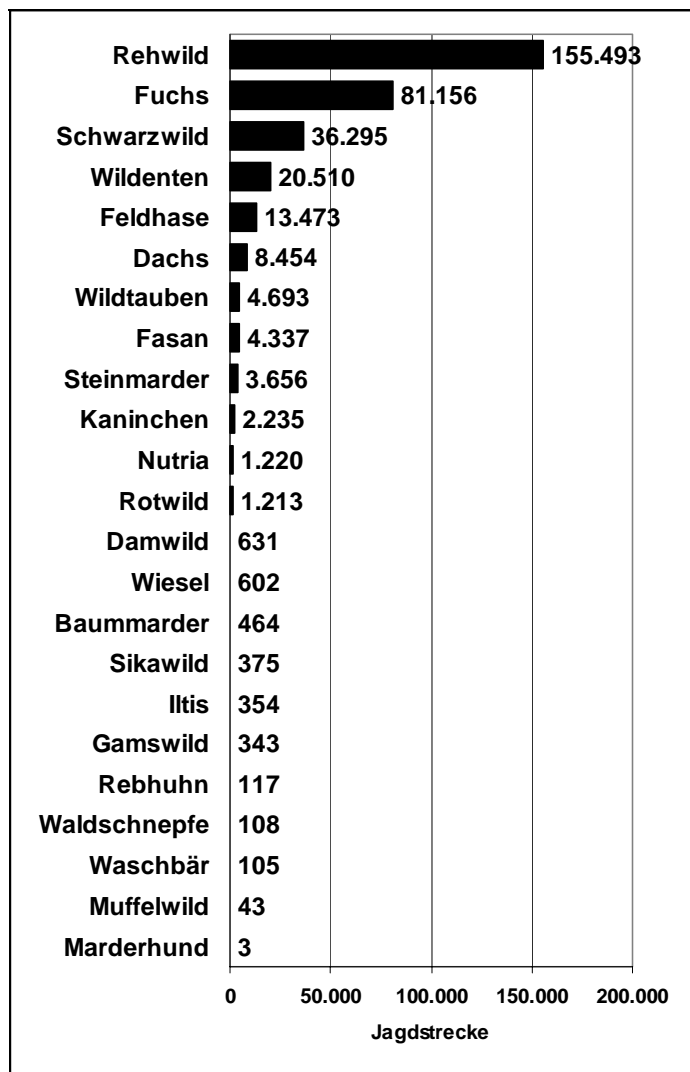 Rehwild 155.493
Fuchs 81.156
Schwarzwild 36.295
Wildenten 20.510
Feldhase 13.473
Dachs 8.454
Wildtauben 4.693
Fasan 4.337
Steinmarder 3.656
Kaninchen 2.235
Nutria 1.220
Rotwild 1.213
Damwild 631
Wiesel 602
Baummarder 464
Sikawild 375
Iltis 354
Gamswild 343
Rebhuhn 117
Waldschnepfe 108
Waschbär 105
Muffelwild 43
Marderhund 3
0 50.000 100.000 150.000 200.000
Jagdstrecke